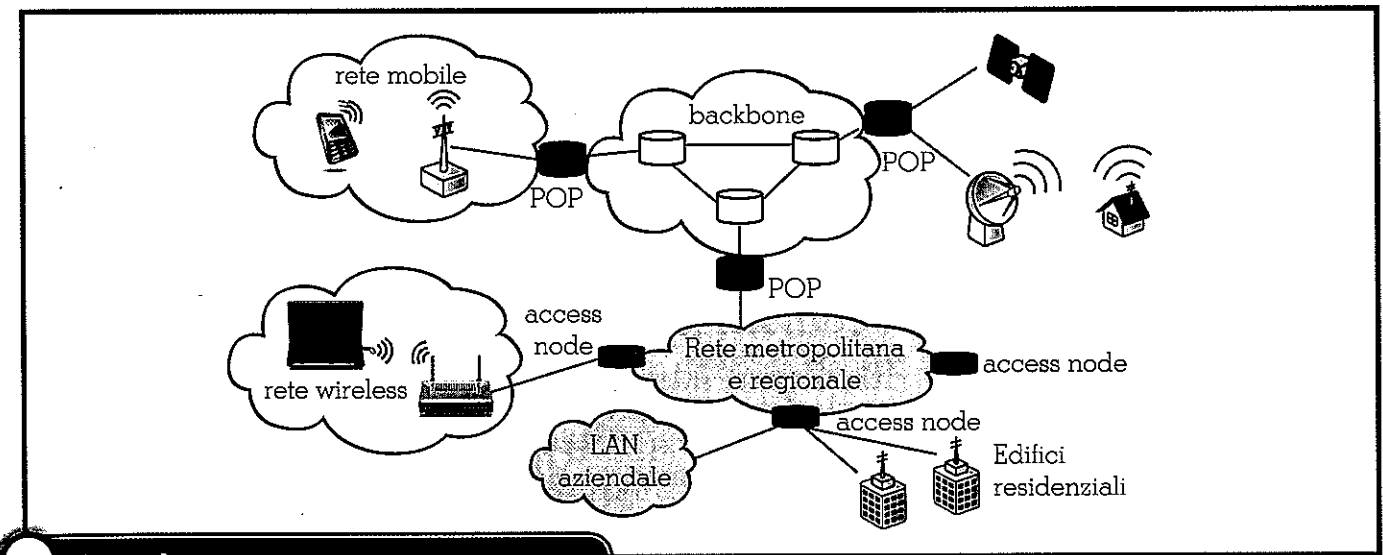 rete mobile
backbone
POP
POP
POP
access
node
Rete metropolitana
e regionale
access node
rete wireless
access node
LAN
aziendale
Edifici
residenziali